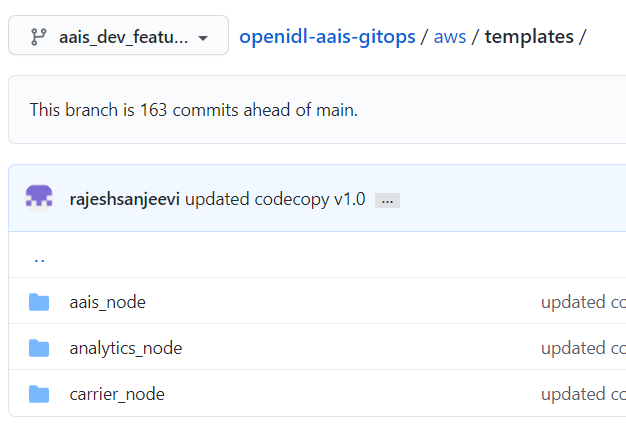 aais_dev_featu... openidl-aais-gitops / aws / templates /
This branch is 163 commits ahead of main.
rajeshsanjeevi updated codecopy v1.0 ...
..
aais_node updated co
analytics_node updated co
carrier_node updated co